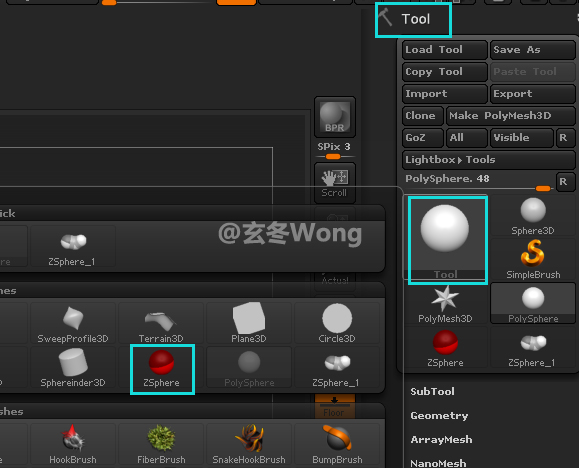 Tool
Load Tool Save As
Copy Tool Paste Tool
Import Export
Clone Make PolyMesh3D
GoZ All Visible R
Lightbox▸Tools
PolySphere. 48 R
BPR
SPix 3
Scroll
Actual
Floor
Tool
Sphere3D
SimpleBrush
PolyMesh3D PolySphere
ZSphere ZSphere_1
SubTool
Geometry
ArrayMesh
NanoMesh
ick
ere ZSphere_1
@玄冬Wong
hes
SweepProfile3D Terrain3D Plane3D Circle3D
D Sphereinder3D ZSphere PolySphere ZSphere_1
shes
HookBrush FiberBrush SnakeHookBrush BumpBrush